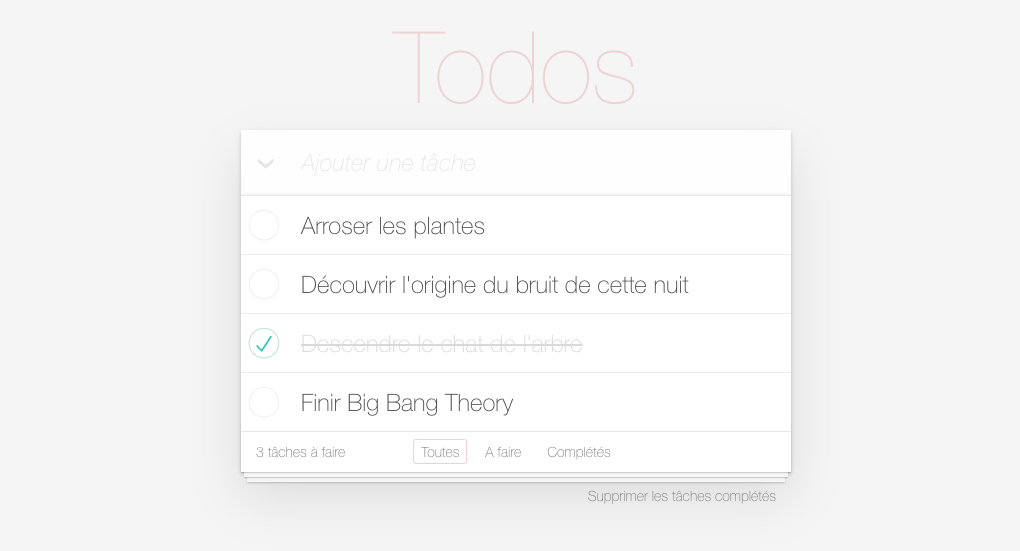 Todos
Ajouter une tâche
Arroser les plantes
Découvrir l'origine du bruit de cette nuit
Descendre le chat de l'arbre
Finir Big Bang Theory
3 tâches à faire Toutes A faire Complétés
Supprimer les tâches complétés